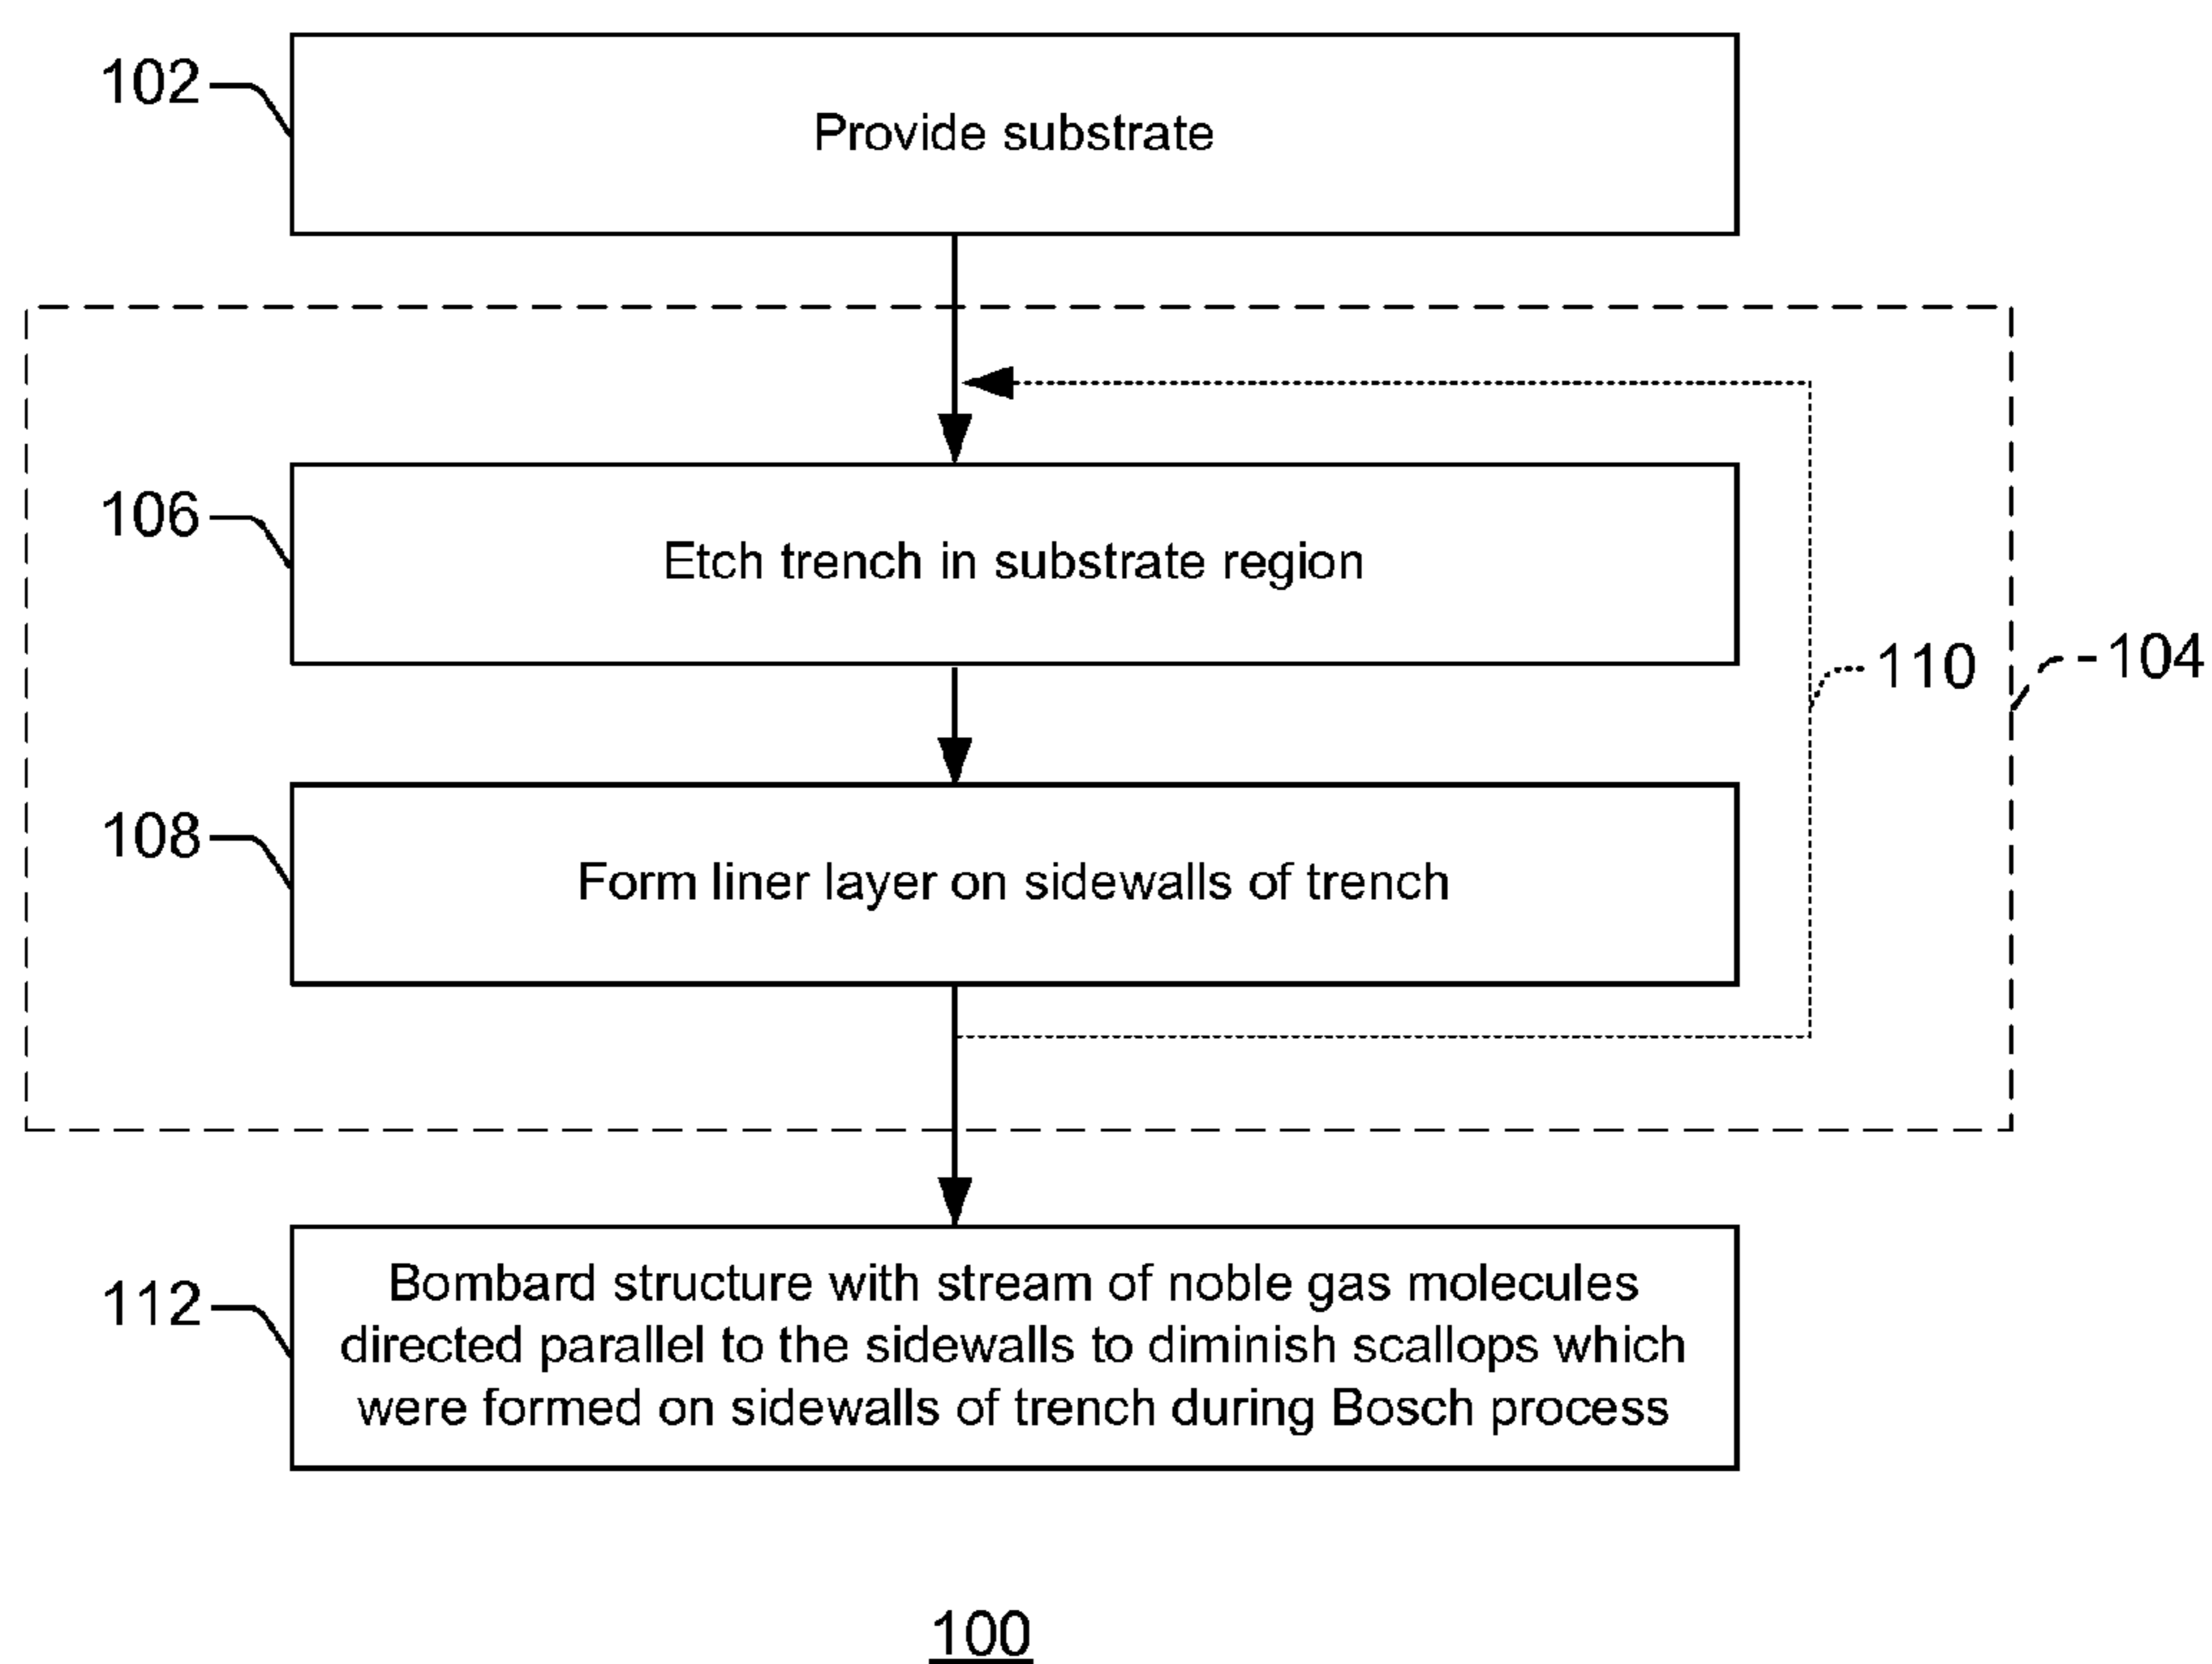 102
Provide substrate
106
Etch trench in substrate region
110
104
108
Form liner layer on sidewalls of trench
112
Bombard structure with stream of noble gas molecules
directed parallel to the sidewalls to diminish scallops which
were formed on sidewalls of trench during Bosch process
100